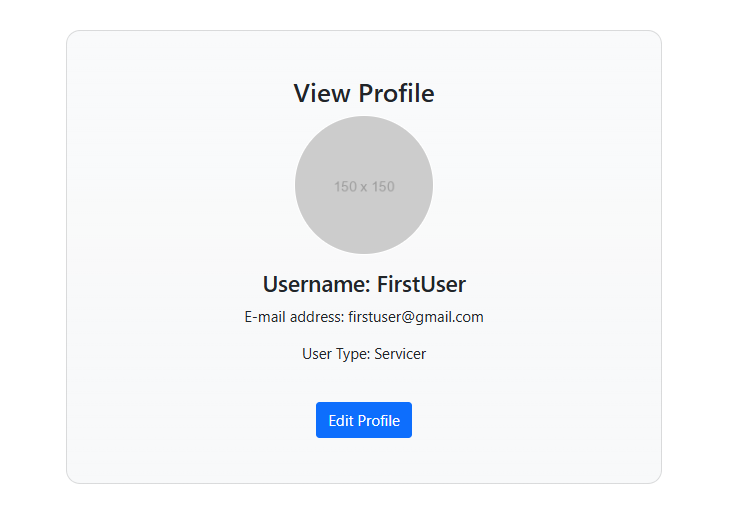 View Profile
150 x 150
Username: FirstUser
E-mail address: firstuser@gmail.com
User Type: Servicer
Edit Profile